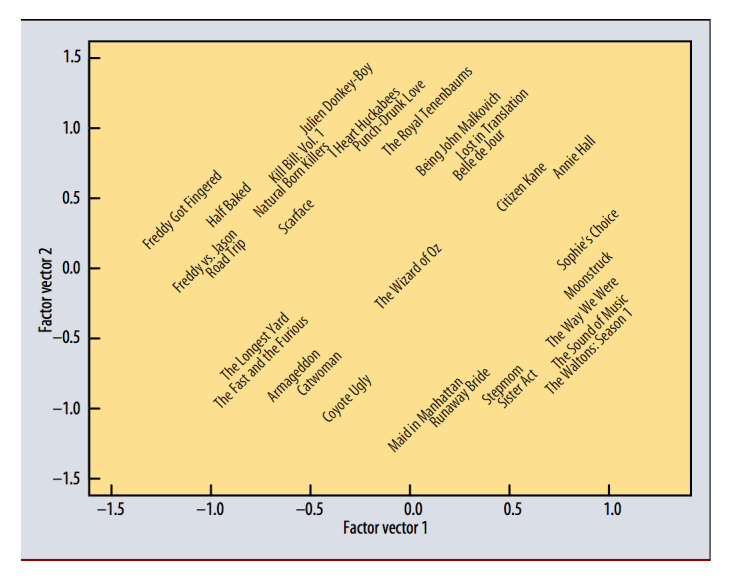 1.5
Julien Donkey-Boy
I Heart Huckabees
Punch-Drunk Love
The Royal Tenenbaums
1.0
Kill Bill: Vol. 1
Natural Born Killers
Being John Malkovich
Lost in Translation
Belle de Jour
Annie Hall
Citizen Kane
0.5
Freddy Got Fingered
Half Baked
Scarface
Sophie's Choice
Freddy vs. Jason
Road Trip
0.0
The Wizard of Oz
Moonstruck
Factor vector 2
−0.5
The Longest Yard
The Fast and the Furious
The Way We Were
The Sound of Music
The Waltons: Season 1
Armageddon
Catwoman
Coyote Ugly
Maid in Manhattan
Runaway Bride
Stepmom
Sister Act
−1.0
−1.5
−1.5
−1.0
−0.5
0.0
0.5
1.0
Factor vector 1